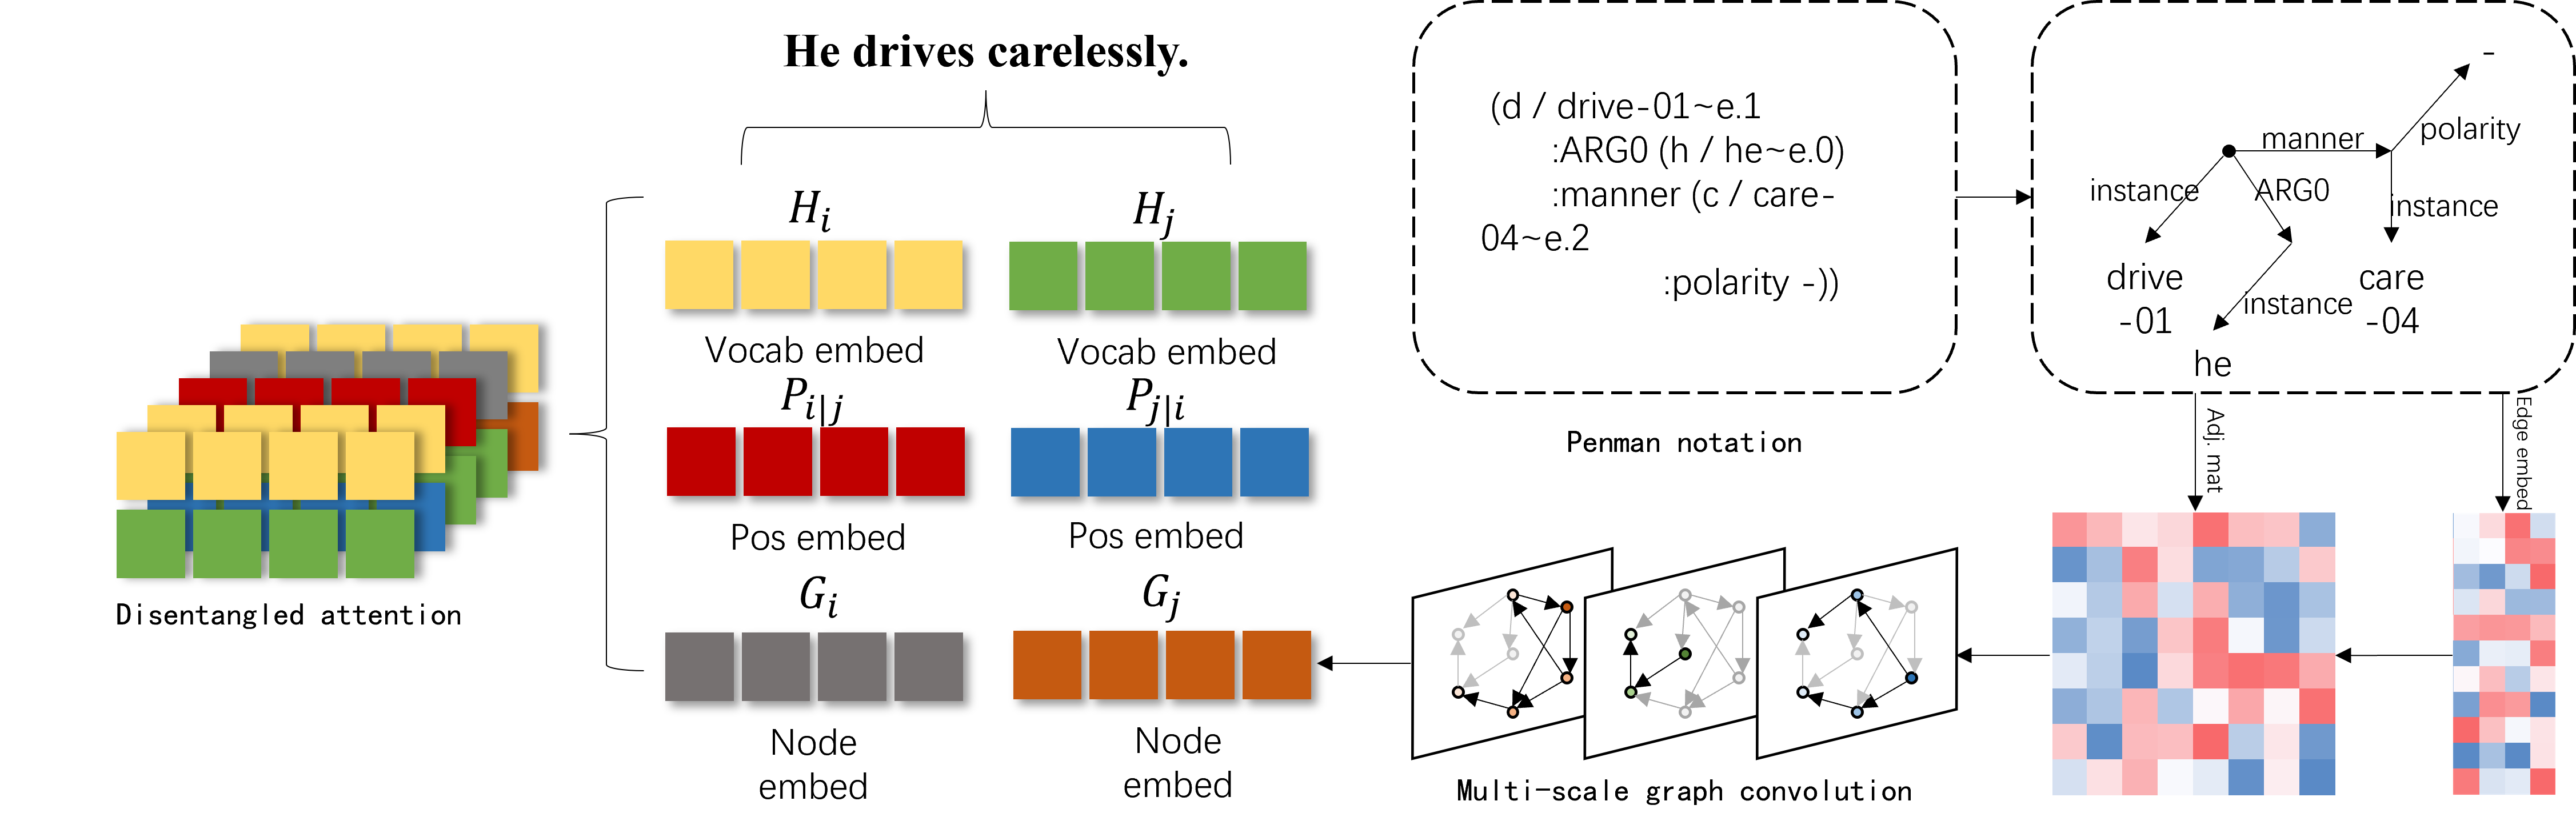 He drives carelessly.
H_i
H_j
Vocab embed
Vocab embed
P_{i|j}
P_{j|i}
Pos embed
Pos embed
G_i
G_j
Node
embed
Node
embed
Disentangled attention
(d / drive-01~e.1
:ARG0 (h / he~e.0)
:manner (c / care-
04~e.2
:polarity -))
Penman notation
-
manner
polarity
instance
ARG0
instance
drive
-01
instance
care
-04
he
Adj. mat
Edge embed
Multi-scale graph convolution